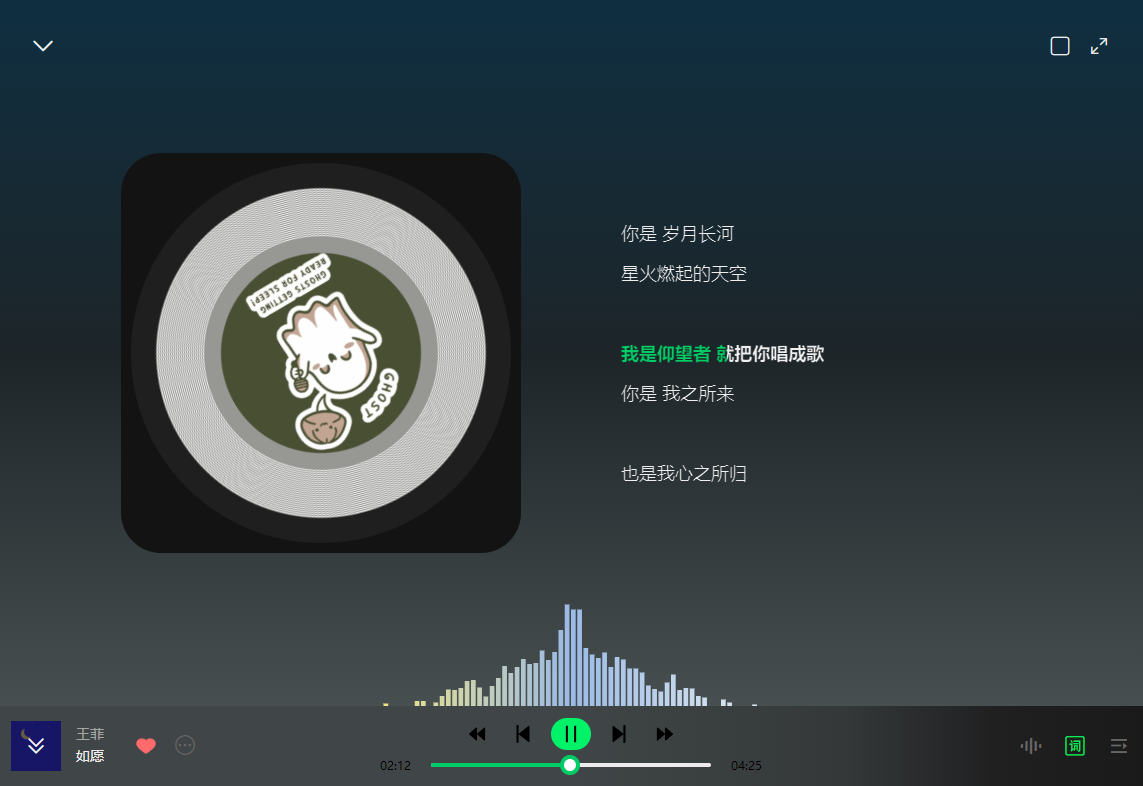 READY FOR SLEEP!
GHOSTS GETTING
GHOST
你是 岁月长河
星火燃起的天空
我是仰望者 就把你唱成歌
你是 我之所来
也是我心之所归
王菲
如愿
02:12
04:25
词